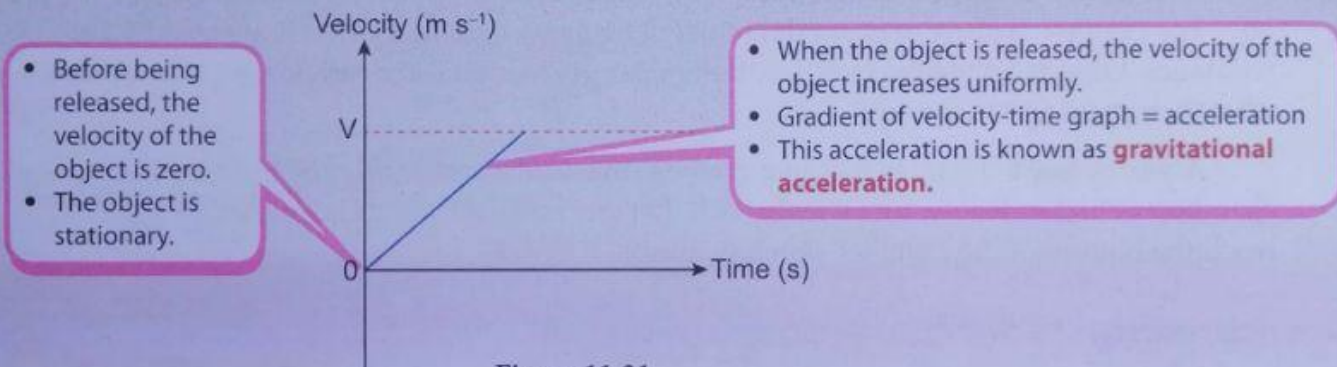 Velocity (m s⁻¹)
• Before being
released, the
velocity of the
object is zero.
• The object is
stationary.
V
0
Time (s)
• When the object is released, the velocity of the
object increases uniformly.
• Gradient of velocity-time graph = acceleration
• This acceleration is known as gravitational
acceleration.